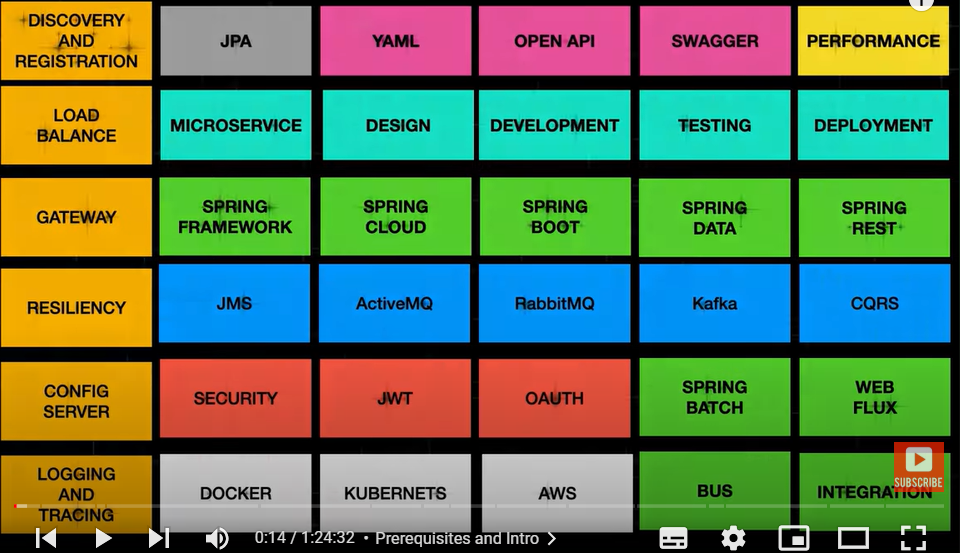 DISCOVERY
AND
REGISTRATION
JPA
YAML
OPEN API
SWAGGER
PERFORMANCE
LOAD
BALANCE
MICROSERVICE
DESIGN
DEVELOPMENT
TESTING
DEPLOYMENT
GATEWAY
SPRING
FRAMEWORK
SPRING
CLOUD
SPRING
BOOT
SPRING
DATA
SPRING
REST
RESILIENCY
JMS
ActiveMQ
RabbitMQ
Kafka
CQRS
CONFIG
SERVER
SECURITY
JWT
OAUTH
SPRING
BATCH
WEB
FLUX
LOGGING
AND
TRACING
DOCKER
KUBERNETS
AWS
BUS
INTEGRATION
SUBSCRIBE
0:14 / 1:24:32 • Prerequisites and Intro